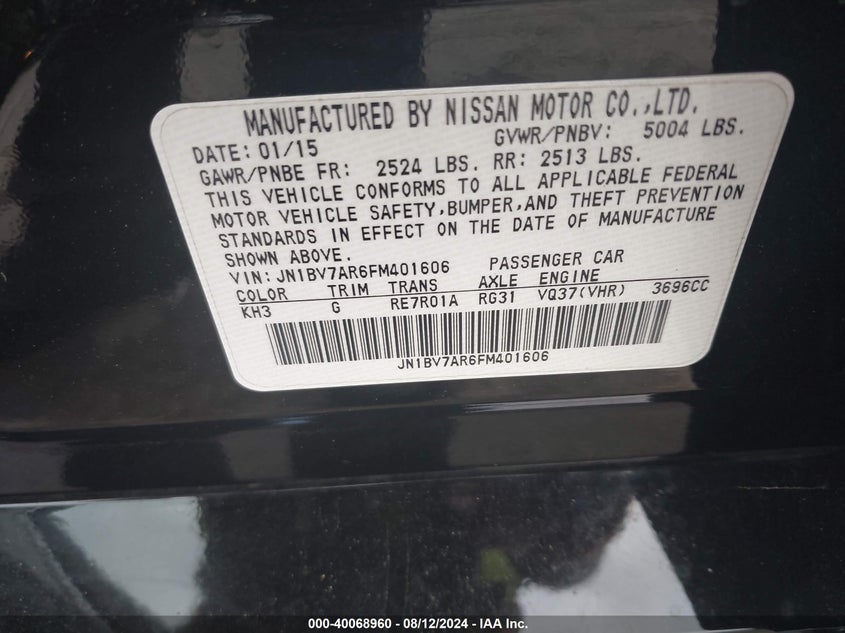 MANUFACTURED BY NISSAN MOTOR CO.,LTD.
DATE: 01/15 GVWR/PNBV: 5004 LBS.
GAWR/PNBE FR: 2524 LBS. RR: 2513 LBS.
THIS VEHICLE CONFORMS TO ALL APPLICABLE FEDERAL
MOTOR VEHICLE SAFETY,BUMPER,AND THEFT PREVENTION
STANDARDS IN EFFECT ON THE DATE OF MANUFACTURE
SHOWN ABOVE.
VIN: JN1BV7AR6FM401606 PASSENGER CAR
COLOR TRIM TRANS AXLE ENGINE
KH3 G RE7R01A RG31 VQ37(VHR) 3696CC
JN1BV7AR6FM401606
000-40068960 - 08/12/2024 - IAA Inc.